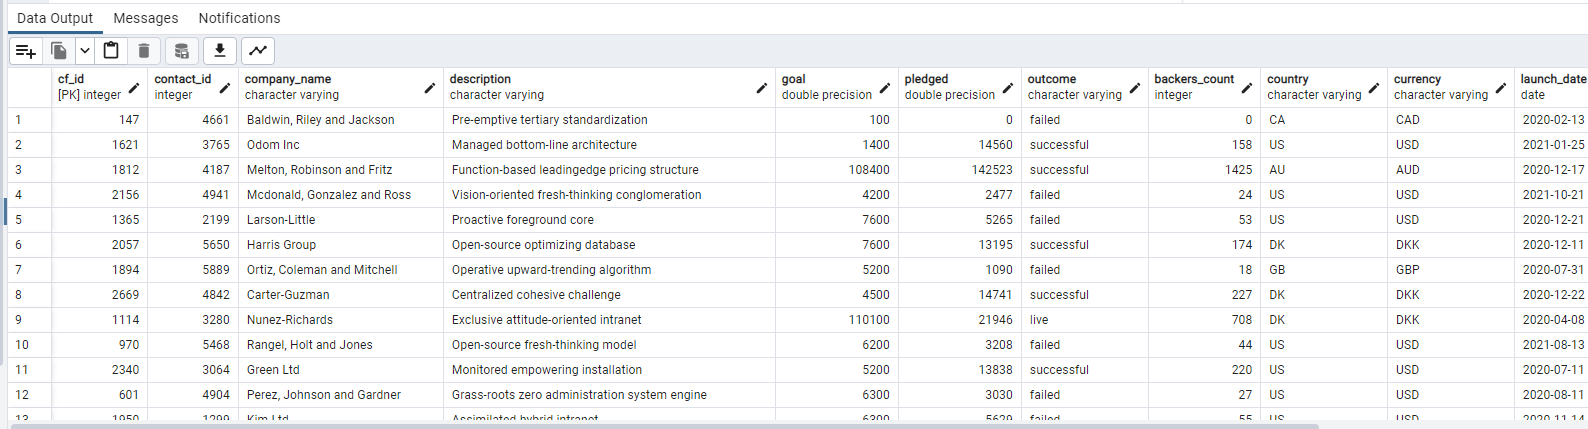 Data Output Messages Notifications
cf_id contact_id company_name description goal pledged outcome backers_count country currency launch_date
[PK] integer integer character varying character varying double precision double precision character varying integer character varying character varying date
1 147 4661 Baldwin, Riley and Jackson Pre-emptive tertiary standardization 100 0 failed 0 CA CAD 2020-02-13
2 1621 3765 Odom Inc Managed bottom-line architecture 1400 14560 successful 158 US USD 2021-01-25
3 1812 4187 Melton, Robinson and Fritz Function-based leadingedge pricing structure 108400 142523 successful 1425 AU AUD 2020-12-17
4 2156 4941 Mcdonald, Gonzalez and Ross Vision-oriented fresh-thinking conglomeration 4200 2477 failed 24 US USD 2021-10-21
5 1365 2199 Larson-Little Proactive foreground core 7600 5265 failed 53 US USD 2020-12-21
6 2057 5650 Harris Group Open-source optimizing database 7600 13195 successful 174 DK DKK 2020-12-11
7 1894 5889 Ortiz, Coleman and Mitchell Operative upward-trending algorithm 5200 1090 failed 18 GB GBP 2020-07-31
8 2669 4842 Carter-Guzman Centralized cohesive challenge 4500 14741 successful 227 DK DKK 2020-12-22
9 1114 3280 Nunez-Richards Exclusive attitude-oriented intranet 110100 21946 live 708 DK DKK 2020-04-08
10 970 5468 Rangel, Holt and Jones Open-source fresh-thinking model 6200 3208 failed 44 US USD 2021-08-13
11 2340 3064 Green Ltd Monitored empowering installation 5200 13838 successful 220 US USD 2020-07-11
12 601 4904 Perez, Johnson and Gardner Grass-roots zero administration system engine 6300 3030 failed 27 US USD 2020-08-11
13 1950 1299 Kim Ltd Assimilated hybrid intranet 6300 5629 failed 55 US USD 2020-11-14